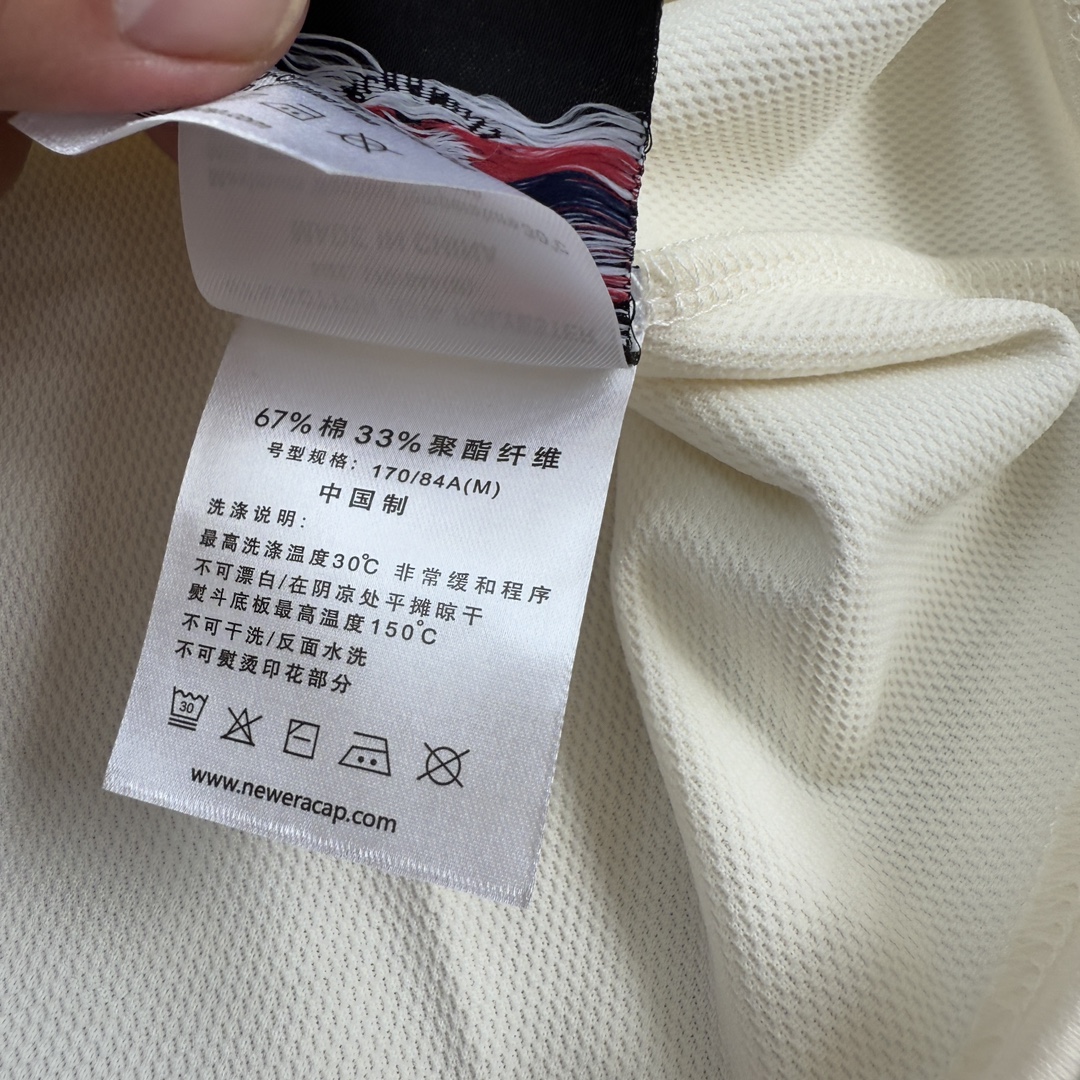 67%棉 33%聚酯纤维
号型规格：170/84A(M)
中国制
洗涤说明：
最高洗涤温度30℃ 非常缓和程序
不可漂白/在阴凉处平摊晾干
熨斗底板最高温度150℃
不可干洗/反面水洗
不可熨烫印花部分
30
www.neweracap.com